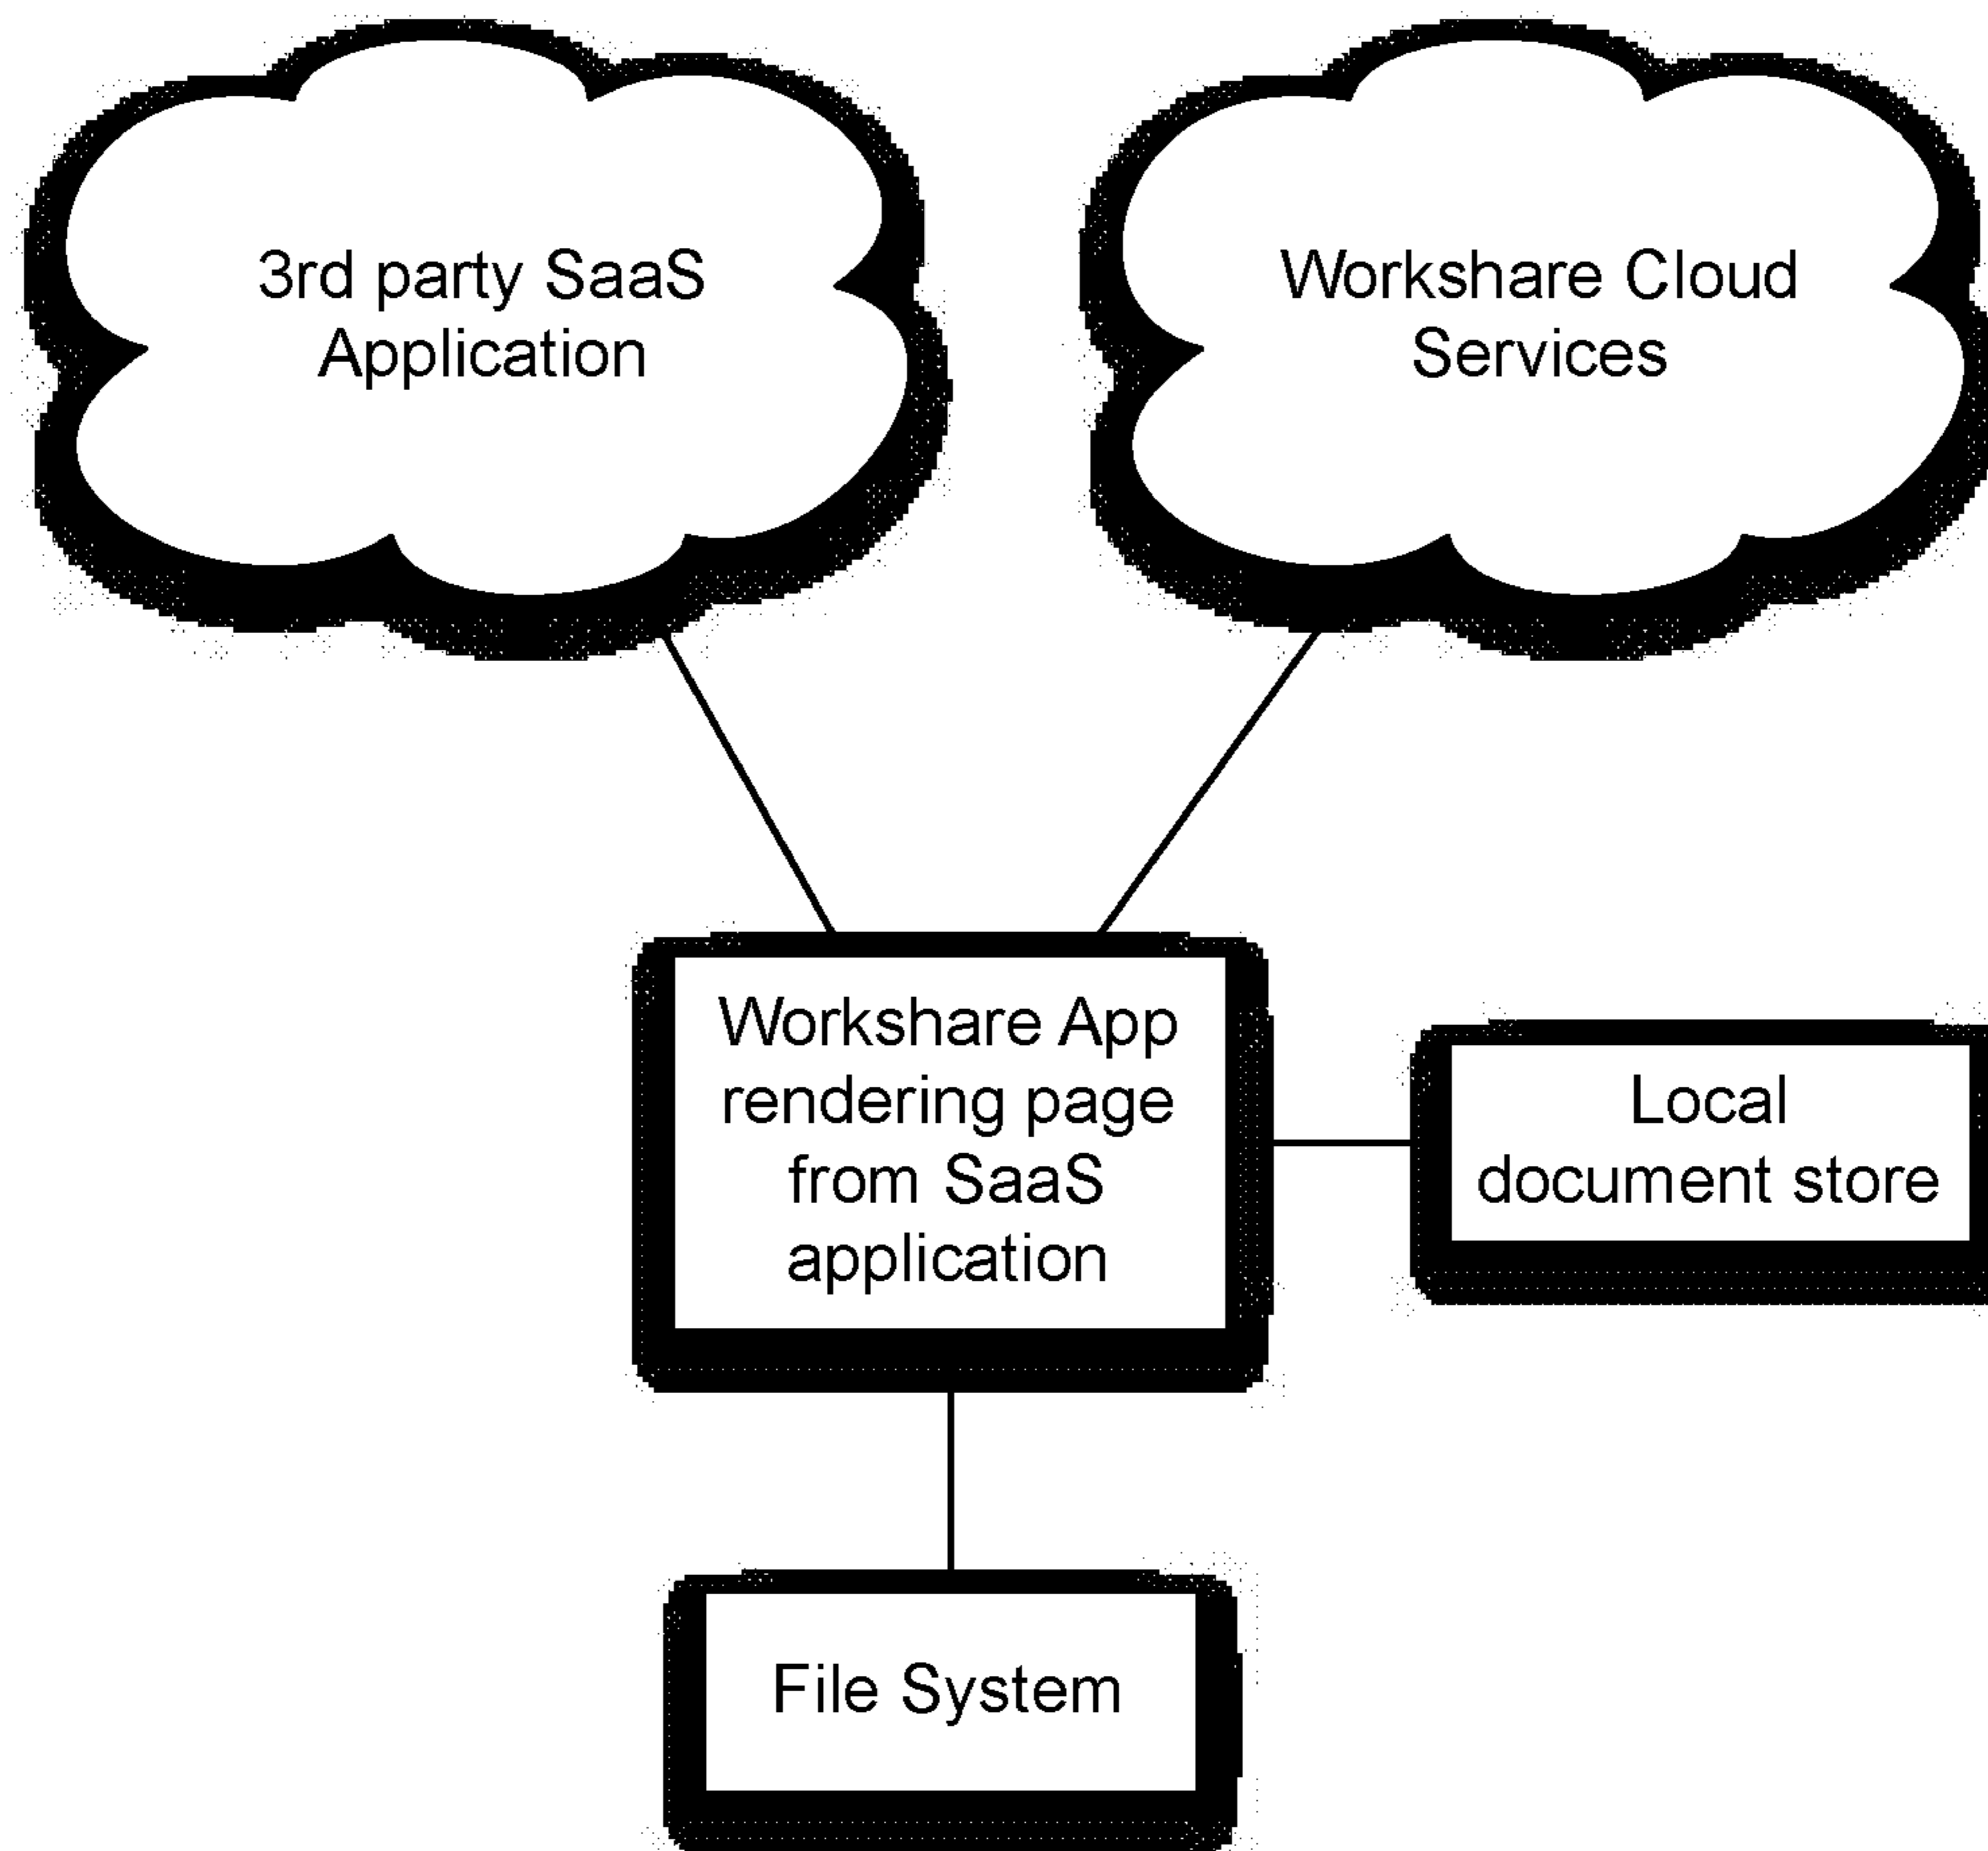 3rd party SaaS
Application
Workshare Cloud
Services
Workshare App
rendering page
from SaaS
application
Local
document store
File System